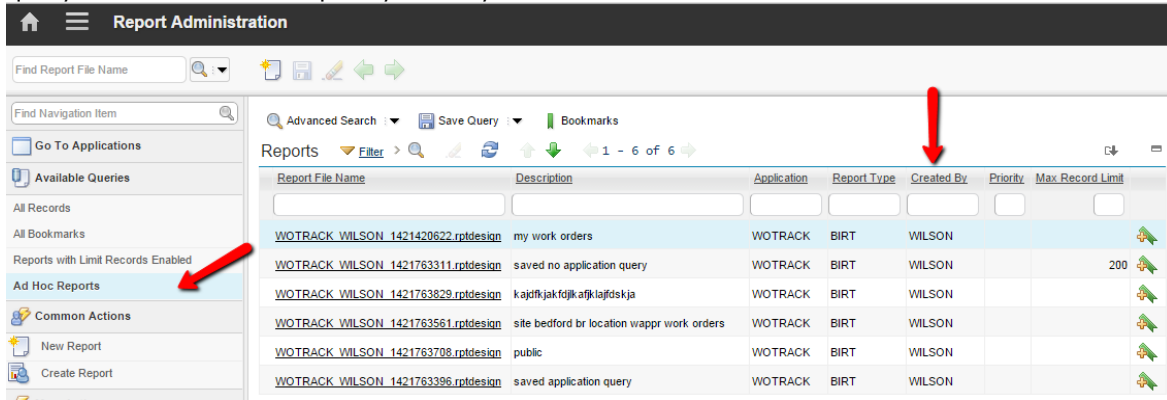 Report Administration
Find Report File Name
Find Navigation Item
Go To Applications
Available Queries
All Records
All Bookmarks
Reports with Limit Records Enabled
Ad Hoc Reports
Common Actions
New Report
Create Report
Advanced Search Save Query Bookmarks
Reports Filter > 1 - 6 of 6
Report File Name Description Application Report Type Created By Priority Max Record Limit
WOTRACK_WILSON_1421420622.rptdesign my work orders WOTRACK BIRT WILSON
WOTRACK_WILSON_1421763311.rptdesign saved no application query WOTRACK BIRT WILSON 200
WOTRACK_WILSON_1421763829.rptdesign kajdfkjakfdjlkafjklajfdskja WOTRACK BIRT WILSON
WOTRACK_WILSON_1421763561.rptdesign site bedford br location wappr work orders WOTRACK BIRT WILSON
WOTRACK_WILSON_1421763708.rptdesign public WOTRACK BIRT WILSON
WOTRACK_WILSON_1421763396.rptdesign saved application query WOTRACK BIRT WILSON